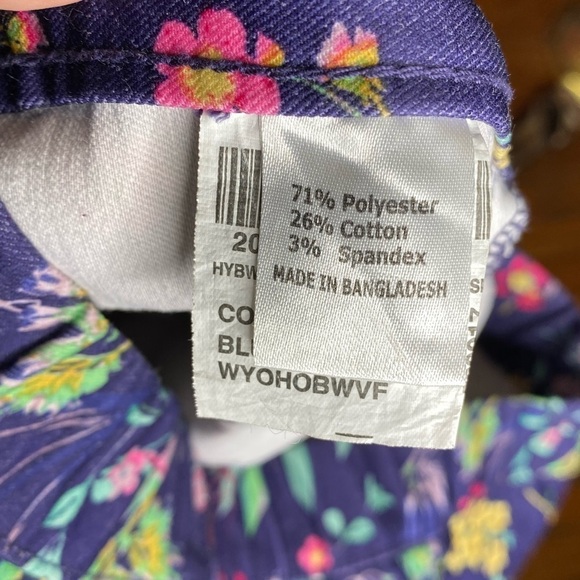 71% Polyester
26% Cotton
3% Spandex
MADE IN BANGLADESH
20
HYBW
CO
BL
WYOHOBWVF